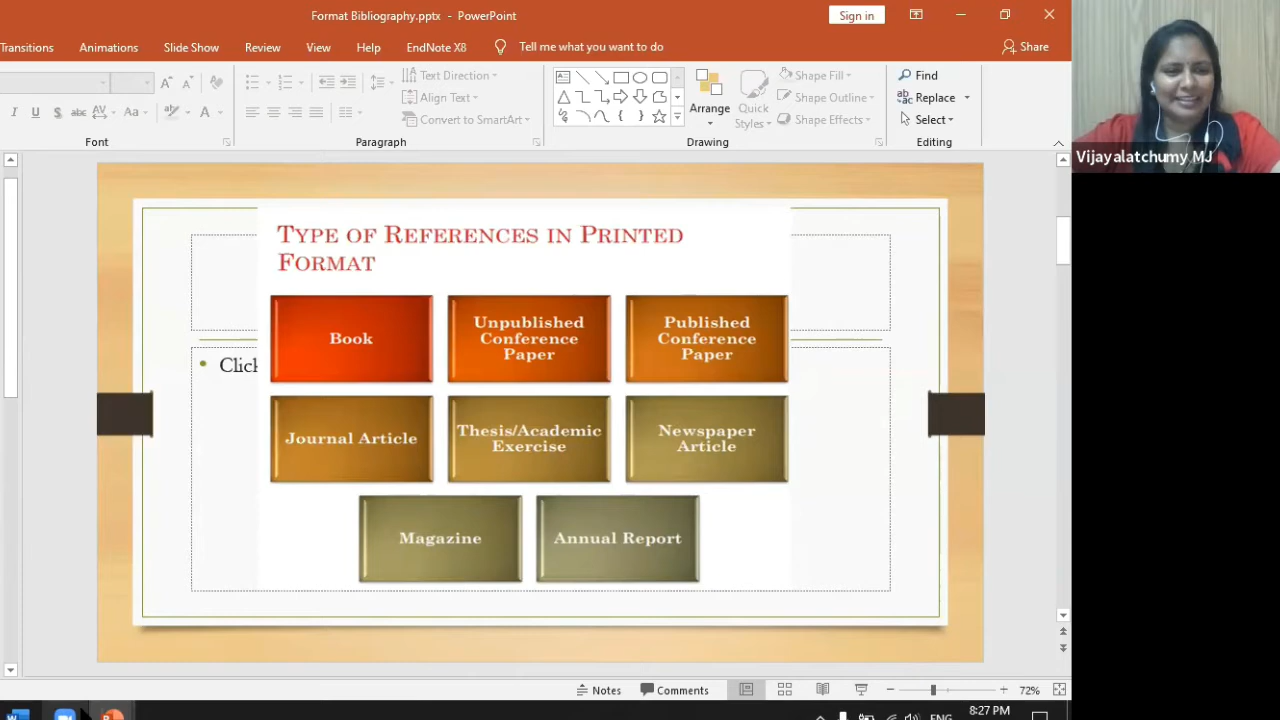 Format Bibliography.pptx - PowerPoint
Sign in
Transitions Animations Slide Show Review View Help EndNote X8 Tell me what you want to do Share
Text Direction
Align Text
Convert to SmartArt
Arrange
Quick
Styles
Shape Fill
Shape Outline
Shape Effects
Find
Replace
Select
Font Paragraph Drawing Editing
Vijayalatchumy MJ
Type of References in Printed
Format
Book
Unpublished
Conference
Paper
Published
Conference
Paper
Click
Journal Article
Thesis/Academic
Exercise
Newspaper
Article
Magazine
Annual Report
Notes Comments 72%
8:27 PM
ENG